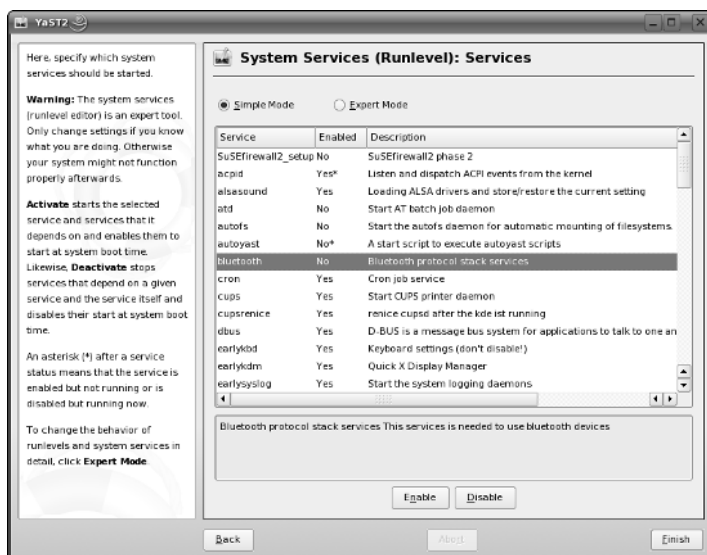 YaST2
Here, specify which system
services should be started.
Warning: The system services
(runlevel editor) is an expert tool.
Only change settings if you know
what you are doing. Otherwise
your system might not function
properly afterwards.
Activate starts the selected
service and services that it
depends on and enables them to
start at system boot time.
Likewise, Deactivate stops
services that depend on a given
service and the service itself and
disables their start at system boot
time.
An asterisk (*) after a service
status means that the service is
enabled but not running or is
disabled but running now.
To change the behavior of
runlevels and system services in
detail, click Expert Mode.
System Services (Runlevel): Services
Simple Mode Expert Mode
Service Enabled Description
SuSEfirewall2_setup No SuSEfirewall2 phase 2
acpid Yes* Listen and dispatch ACPI events from the kernel
alsasound Yes Loading ALSA drivers and store/restore the current setting
atd No Start AT batch job daemon
autofs No Start the autofs daemon for automatic mounting of filesystems.
autoyast No* A start script to execute autoyast scripts
bluetooth No Bluetooth protocol stack services
cron Yes Cron job service
cups Yes Start CUPS printer daemon
cupsrenice Yes renice cupsd after the kde ist running
dbus Yes D-BUS is a message bus system for applications to talk to one an
earlykbd Yes Keyboard settings (don't disable!)
earlykdm Yes Quick X Display Manager
earlysyslog Yes Start the system logging daemons
Bluetooth protocol stack services This services is needed to use bluetooth devices
Enable Disable
Back Abort Finish